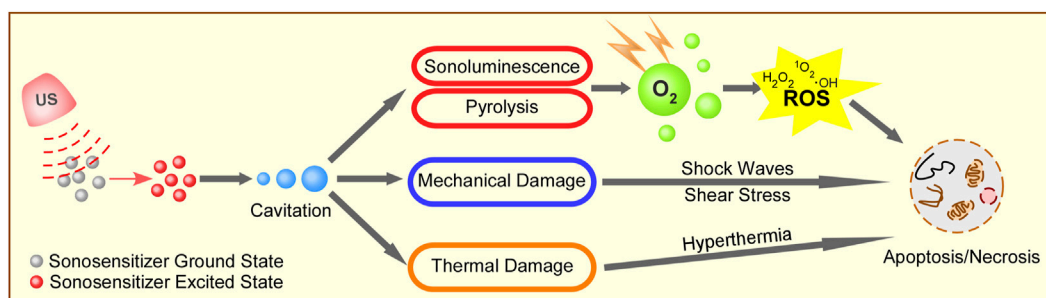 US
Sonosensitizer Ground State
Sonosensitizer Excited State
Cavitation
Sonoluminescence
Pyrolysis
Mechanical Damage
Thermal Damage
O₂
H₂O₂
¹O₂
·OH
ROS
Shock Waves
Shear Stress
Hyperthermia
Apoptosis/Necrosis